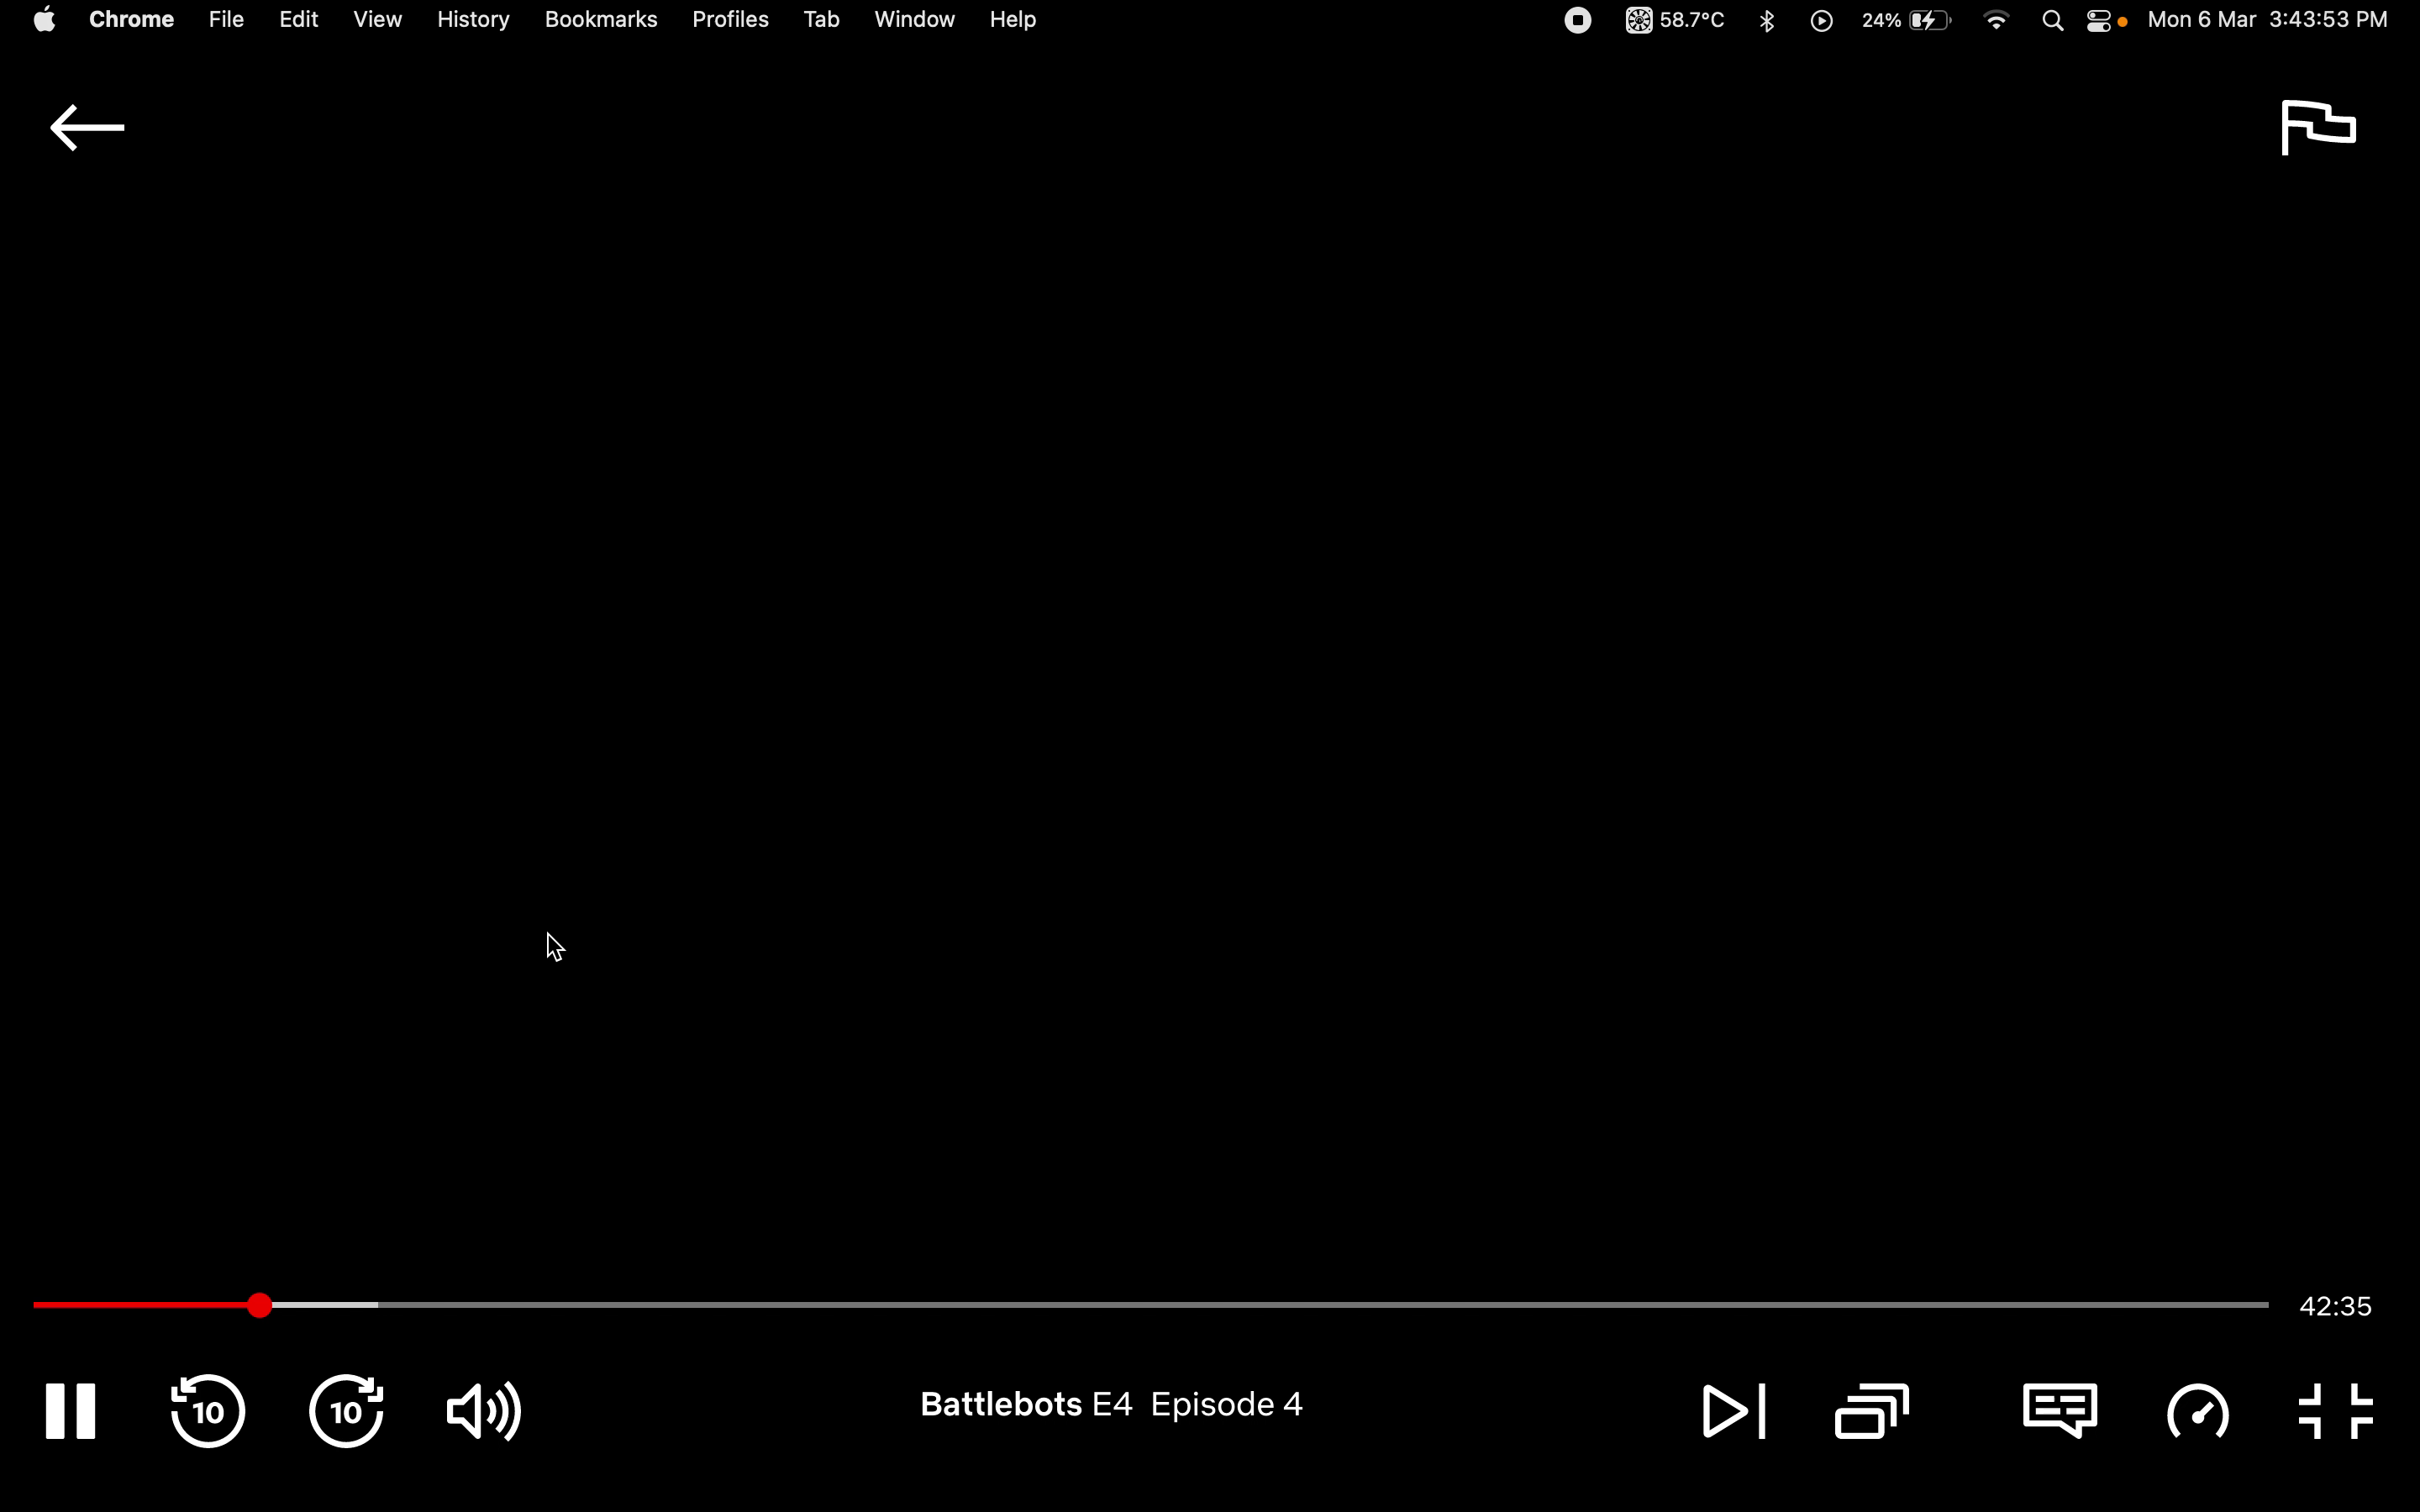 Chrome File Edit View History Bookmarks Profiles Tab Window Help 58.7°C 24% Mon 6 Mar 3:43:53 PM
42:35
10 10 Battlebots E4 Episode 4